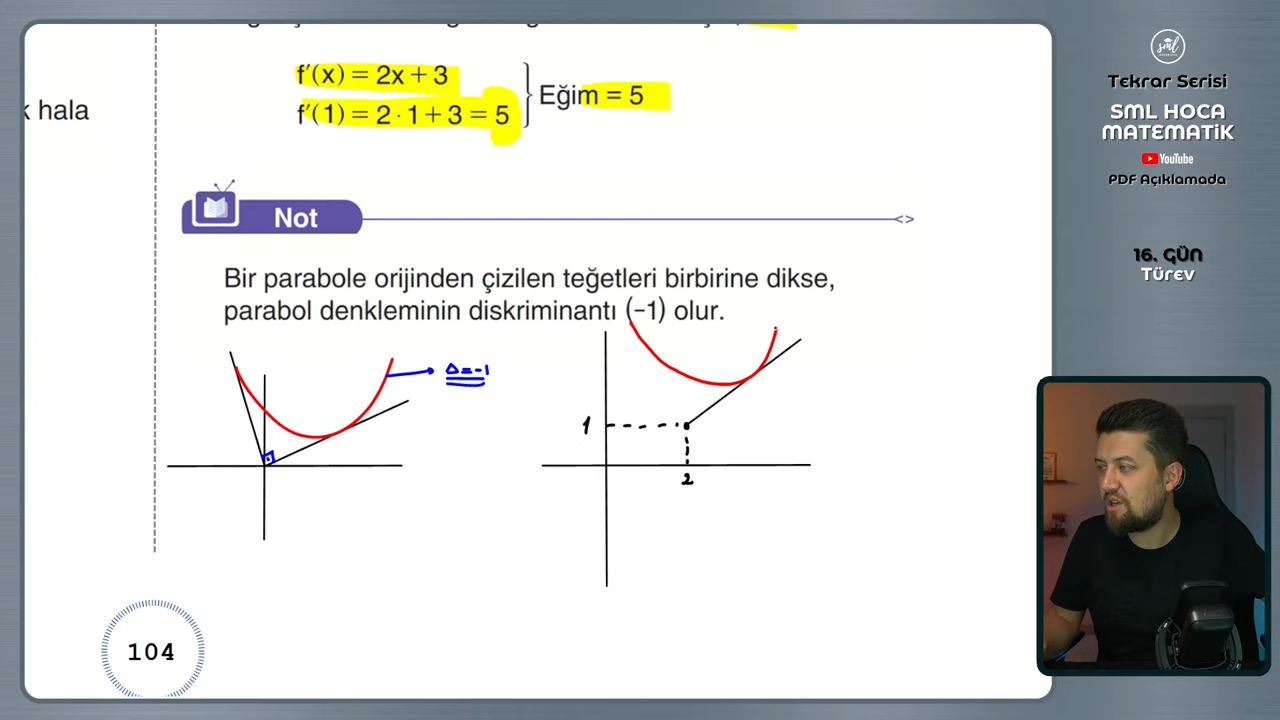 f'(x) = 2x + 3
f'(1) = 2 · 1 + 3 = 5
Eğim = 5
hala
Not
Bir parabole orijinden çizilen teğetleri birbirine dikse,
parabol denkleminin diskriminantı (–1) olur.
Δ = -1
1
2
104
sml
Tekrar Serisi
SML HOCA
MATEMATİK
YouTube
PDF Açıklamada
16. GÜN
Türev